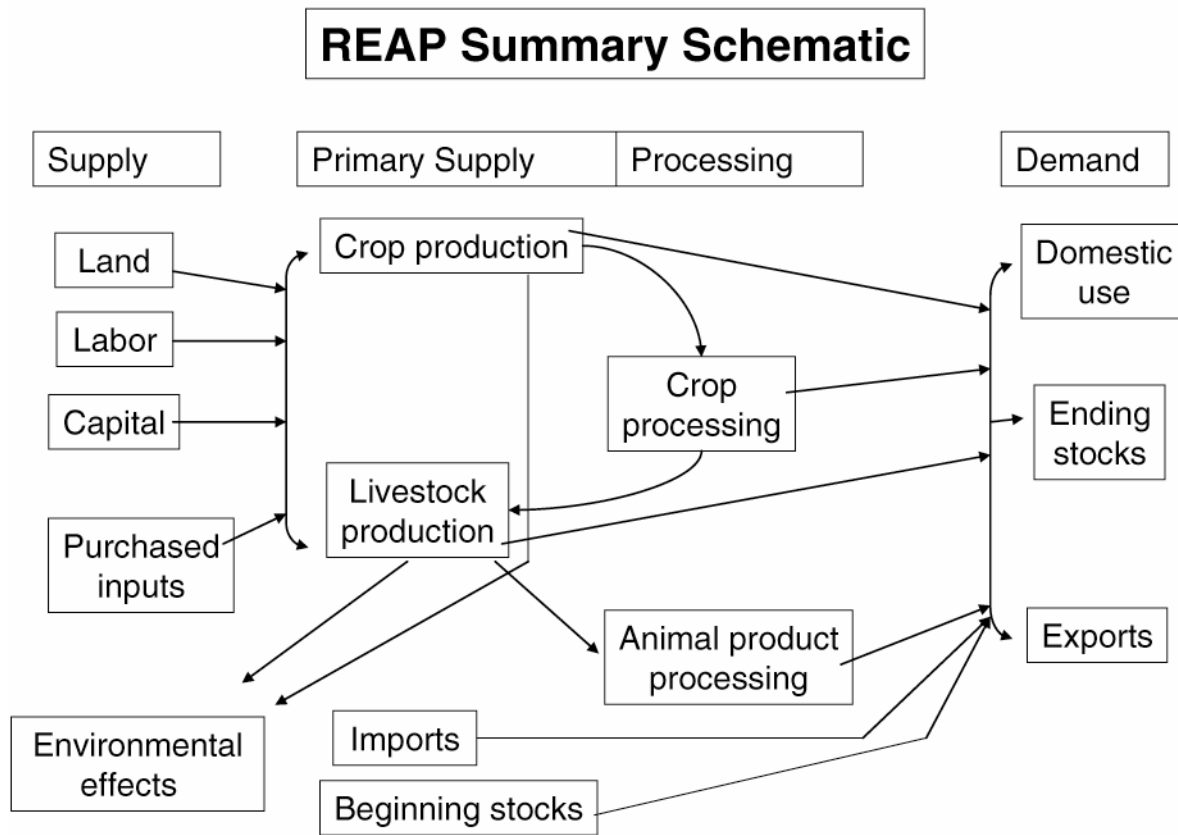 REAP Summary Schematic
Supply
Primary Supply
Processing
Demand
Land
Labor
Capital
Purchased
inputs
Crop production
Livestock
production
Crop
processing
Animal product
processing
Domestic
use
Ending
stocks
Exports
Environmental
effects
Imports
Beginning stocks